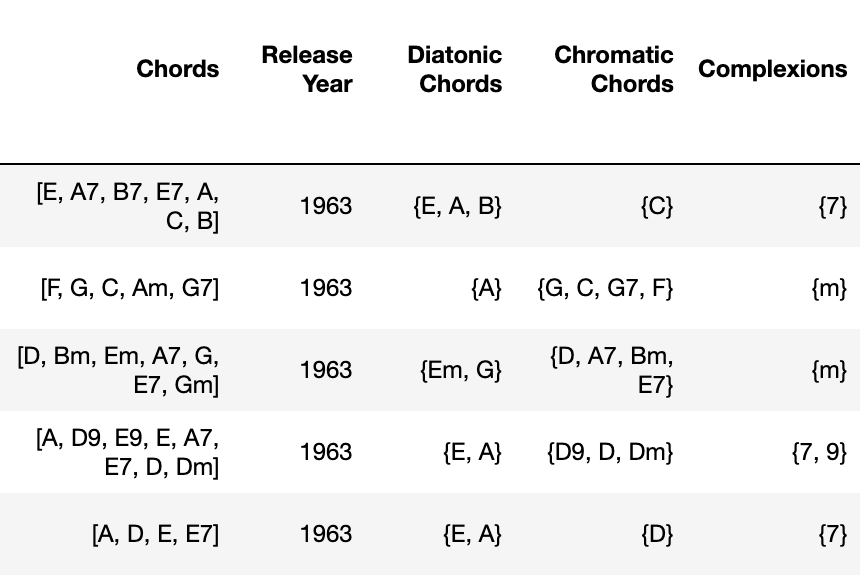 Chords Release Year Diatonic Chords Chromatic Chords Complexions
[E, A7, B7, E7, A, C, B] 1963 {E, A, B} {C} {7}
[F, G, C, Am, G7] 1963 {A} {G, C, G7, F} {m}
[D, Bm, Em, A7, G, E7, Gm] 1963 {Em, G} {D, A7, Bm, E7} {m}
[A, D9, E9, E, A7, E7, D, Dm] 1963 {E, A} {D9, D, Dm} {7, 9}
[A, D, E, E7] 1963 {E, A} {D} {7}